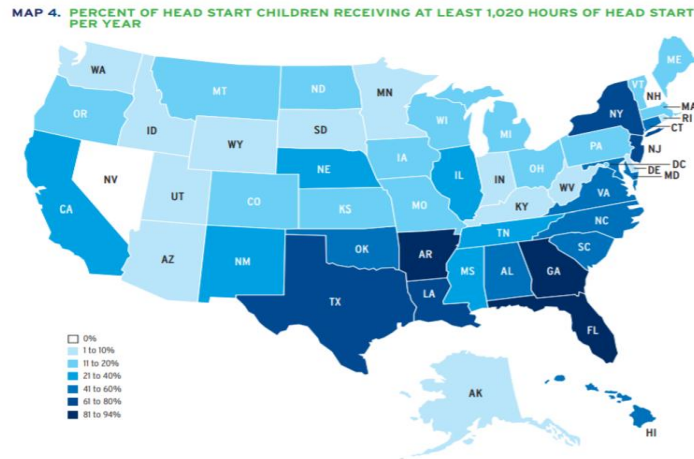 MAP 4. PERCENT OF HEAD START CHILDREN RECEIVING AT LEAST 1,020 HOURS OF HEAD START
PER YEAR
WA
MT
ND
MN
ME
VT
NH
OR
ID
SD
WI
MI
NY
MA
RI
CT
WY
IA
PA
NJ
NE
IL
IN
OH
DC
DE
MD
NV
UT
CO
KS
MO
KY
WV
VA
CA
AZ
NM
OK
AR
TN
NC
SC
TX
LA
MS
AL
GA
FL
0%
1 to 10%
11 to 20%
21 to 40%
41 to 60%
61 to 80%
81 to 94%
AK
HI